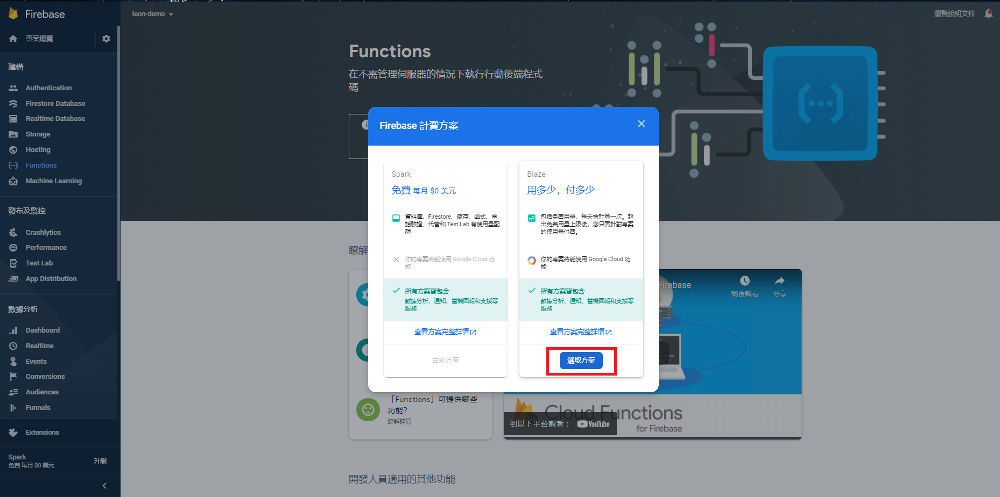 Firebase
專案總覽
建構
Authentication
Firestore Database
Realtime Database
Storage
Hosting
Functions
Machine Learning
發布及監控
Crashlytics
Performance
Test Lab
App Distribution
數據分析
Dashboard
Realtime
Events
Conversions
Audiences
Funnels
Extensions
Spark
免費 每月 $0 美元
升級
leon-demo
瀏覽說明文件
Functions
在不需管理伺服器的情況下執行行動後端程式
碼
Firebase 計費方案
Spark
免費 每月 $0 美元
資料庫、Firestore、儲存、函式、電
話驗證、代管和 Test Lab 有使用量配
額
你的專案將能使用 Google Cloud 功
能
所有方案皆包含
數據分析、通知、當機回報和支援等
服務
查看方案完整詳情
目前方案
Blaze
用多少，付多少
包括免費用量，每天會計算一次。超
出免費用量上限後，您只需針對專案
的使用量付費。
你的專案將能使用 Google Cloud 功
能
所有方案皆包含
數據分析、通知、當機回報和支援等
服務
查看方案完整詳情
選取方案
瞭解
「Functions」可提供哪些
功能？
瞭解詳情
Firebase
稍後觀看
分享
Cloud Functions
for Firebase
到以下平台觀看：
YouTube
開發人員適用的其他功能